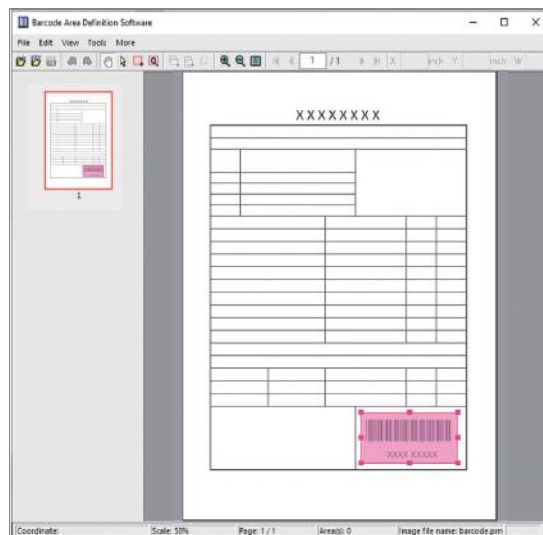 Barcode Area Definition Software
File Edit View Tools More
1 / 1 X inch Y inch W
1
XXXXXXXX
XXXX XXXXX
Coordinate: Scale: 50% Page: 1 / 1 Area(s): 0 Image file name: barcode.prn